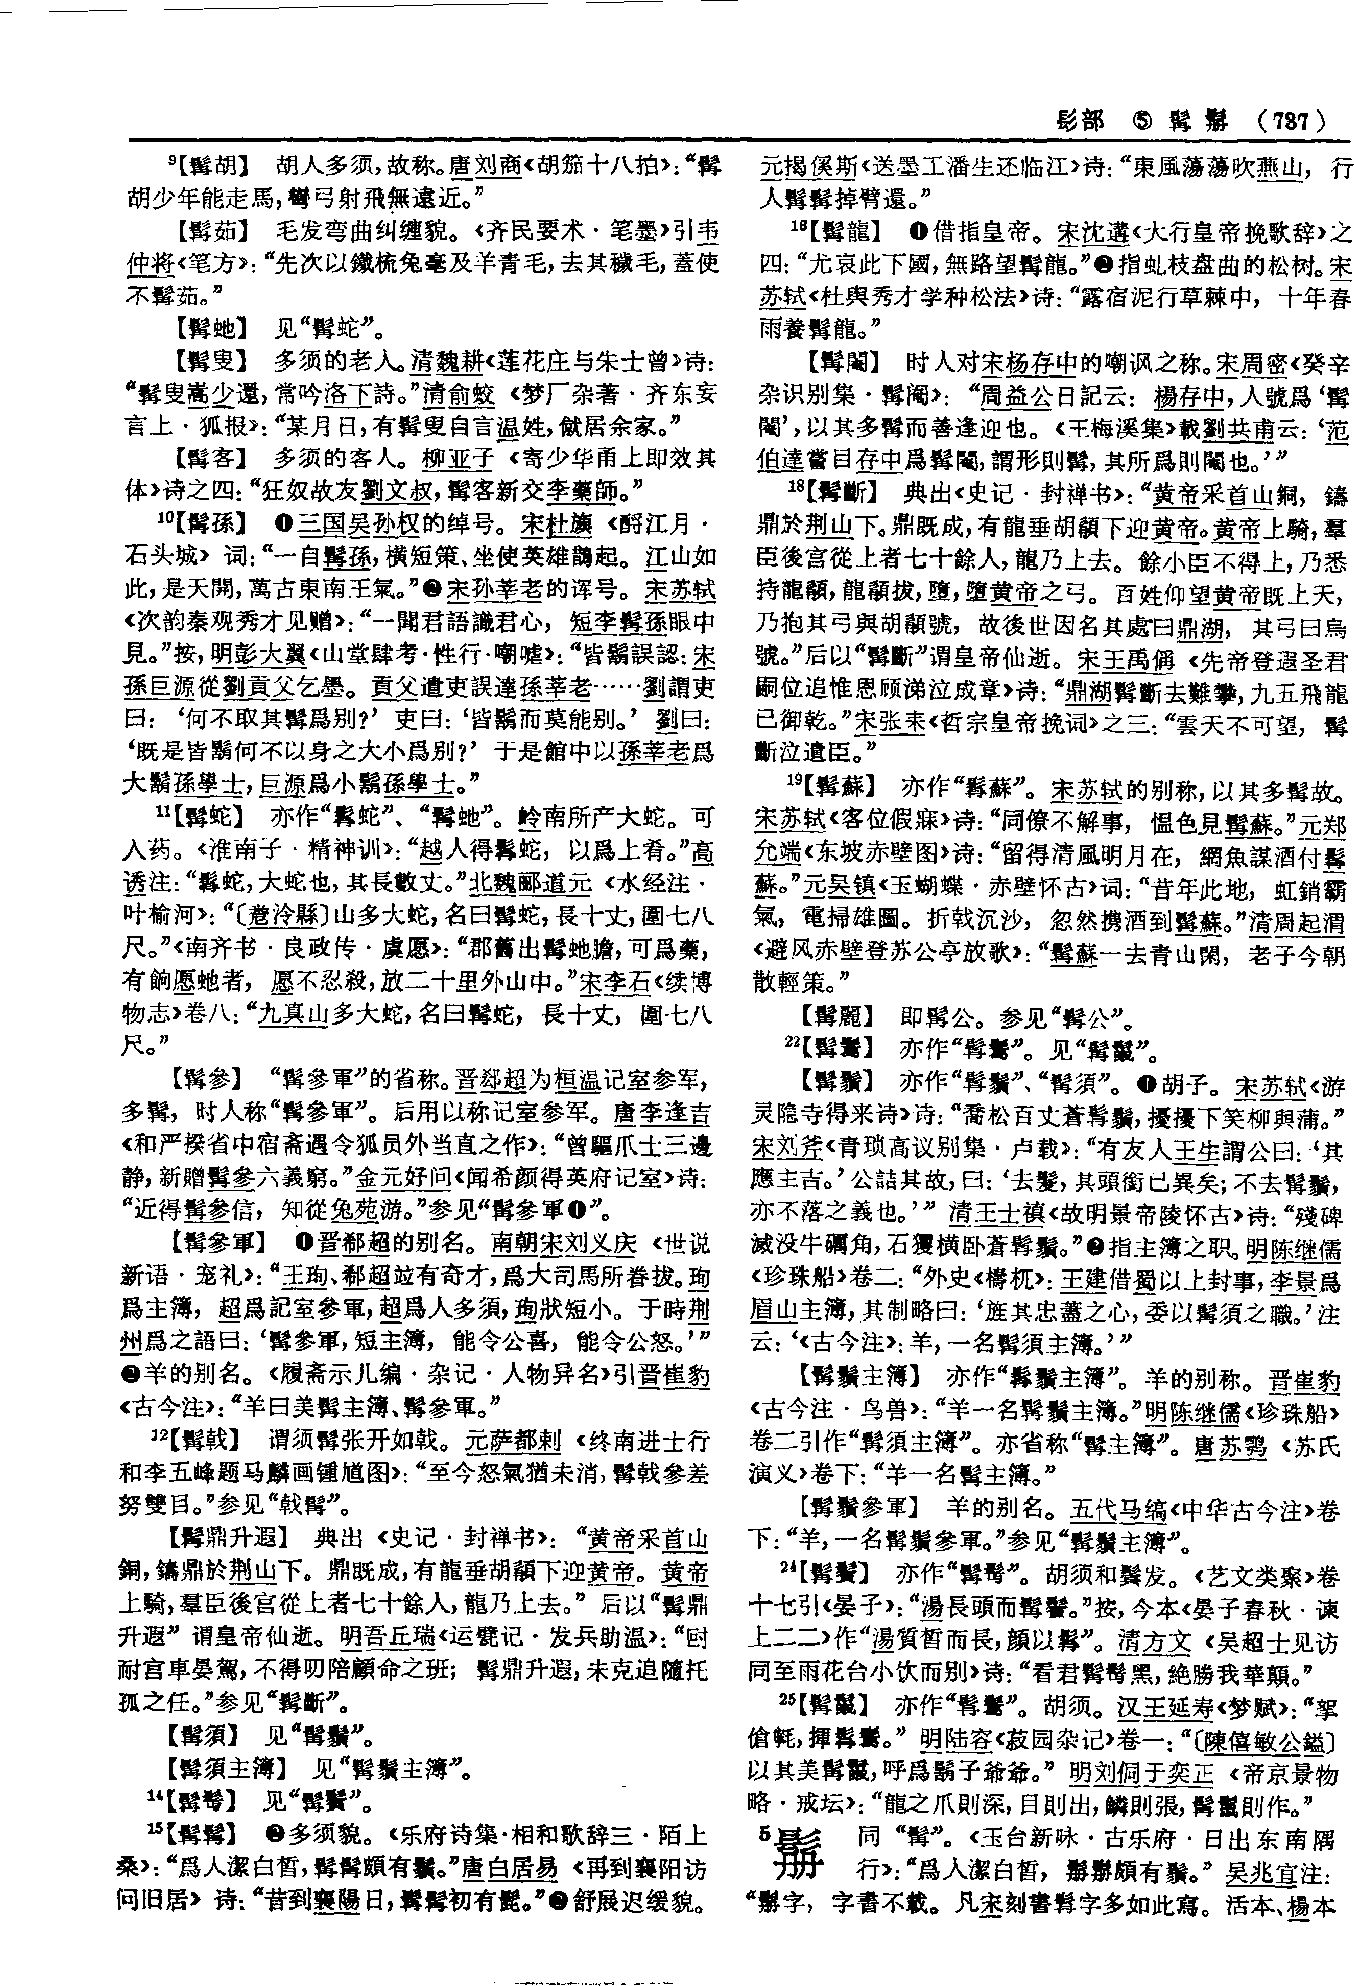 髟部 ⑤ 髯 髥 （737）
⁹【髯胡】 胡人多须，故称。唐刘商《胡笳十八拍》：“髯
胡少年能走馬，彎弓射飛無遠近。”
【髯茹】 毛发弯曲纠缠貌。《齐民要术·笔墨》引韦
仲将《笔方》：“先次以鐵梳兔毫及羊青毛，去其穢毛，蓋使
不髯茹。”
【髯虵】 见“髯蛇”。
【髯叟】 多须的老人。清魏耕《莲花庄与朱士曾》诗：
“髯叟嵩少還，常吟洛下詩。”清俞蛟《梦厂杂著·齐东妄
言上·狐报》：“某月日，有髯叟自言温姓，僦居余家。”
【髯客】 多须的客人。柳亚子《寄少华甬上即效其
体》诗之四：“狂奴故友劉文叔，髯客新交李藥師。”
¹⁰【髯孫】 ❶三国吴孙权的绰号。宋杜旟《酹江月·
石头城》词：“一自髯孫，横短策、坐使英雄鵲起。江山如
此，是天開，萬古東南王氣。”❷宋孙莘老的诨号。宋苏轼
《次韵秦观秀才见赠》：“一聞君語識君心，短李髯孫眼中
見。”按，明彭大翼《山堂肆考·性行·嘲噱》：“皆鬍誤認：宋
孫巨源從劉貢父乞墨。貢父遣吏誤達孫莘老……劉謂吏
曰：‘何不取其髯爲别？’吏曰：‘皆鬍而莫能别。’劉曰：
‘既是皆鬍何不以身之大小爲别？’于是館中以孫莘老爲
大鬍孫學士，巨源爲小鬍孫學士。”
¹¹【髯蛇】 亦作“髥蛇”、“髯虵”。岭南所产大蛇。可
入药。《淮南子·精神训》：“越人得髯蛇，以爲上肴。”高
诱注：“髯蛇，大蛇也，其長數丈。”北魏郦道元《水经注·
叶榆河》：“〔麊泠縣〕山多大蛇，名曰髯蛇，長十丈，圍七八
尺。”《南齐书·良政传·虞愿》：“郡舊出髯虵膽，可爲藥，
有餉愿虵者，愿不忍殺，放二十里外山中。”宋李石《续博
物志》卷八：“九真山多大蛇，名曰髯蛇，長十丈，圍七八
尺。”
【髯參】 “髯參軍”的省称。晋郄超为桓温记室参军，
多髯，时人称“髯參軍”。后用以称记室参军。唐李逢吉
《和严揆省中宿斋遇令狐员外当直之作》：“曾驅爪士三邊
静，新贈髯參六義窮。”金元好问《闻希颜得英府记室》诗：
“近得髯參信，知從兔苑游。”参见“髯參軍❶”。
【髯參軍】 ❶晋郗超的别名。南朝宋刘义庆《世说
新语·宠礼》：“王珣、郗超竝有奇才，爲大司馬所眷拔。珣
爲主簿，超爲記室參軍，超爲人多須，珣狀短小。于時荆
州爲之語曰：‘髯參軍，短主簿，能令公喜，能令公怒。’”
❷羊的别名。《履斋示儿编·杂记·人物异名》引晋崔豹
《古今注》：“羊曰美髯主簿、髯參軍。”
¹²【髯戟】 谓须髯张开如戟。元萨都剌《终南进士行
和李五峰题马麟画锺馗图》：“至今怒氣猶未消，髯戟參差
努雙目。”参见“戟髯”。
【髯鼎升遐】 典出《史记·封禅书》：“黄帝采首山
銅，鑄鼎於荆山下。鼎既成，有龍垂胡髯下迎黄帝。黄帝
上騎，羣臣後宫從上者七十餘人，龍乃上去。”后以“髯鼎
升遐”谓皇帝仙逝。明吾丘瑞《运甓记·发兵助温》：“时
耐宫車晏駕，不得叨陪顧命之班；髯鼎升遐，未克追隨托
孤之任。”参见“髯斷”。
【髯須】 见“髯鬚”。
【髯須主簿】 见“髯鬚主簿”。
¹⁴【髯髩】 见“髯鬢”。
¹⁵【髯髯】 ❶多须貌。《乐府诗集·相和歌辞三·陌上
桑》：“爲人潔白皙，髯髯頗有鬚。”唐白居易《再到襄阳访
问旧居》诗：“昔到襄陽日，髯髯初有髭。”❷舒展迟缓貌。
元揭傒斯《送墨工潘生还临江》诗：“東風蕩蕩吹燕山，行
人髯髯掉臂還。”
¹⁶【髯龍】 ❶借指皇帝。宋沈遘《大行皇帝挽歌辞》之
四：“尤哀此下國，無路望髯龍。”❷指虬枝盘曲的松树。宋
苏轼《杜舆秀才学种松法》诗：“露宿泥行草棘中，十年春
雨養髯龍。”
【髯閹】 时人对宋杨存中的嘲讽之称。宋周密《癸辛
杂识别集·髯阉》：“周益公日記云：楊存中，人號爲‘髯
閹’，以其多髯而善逢迎也。《王梅溪集》載劉共甫云：‘范
伯達嘗目存中爲髯閹，謂形則髯，其所爲則閹也。’”
¹⁸【髯斷】 典出《史记·封禅书》：“黄帝采首山銅，鑄
鼎於荆山下。鼎既成，有龍垂胡髯下迎黄帝。黄帝上騎，羣
臣後宫從上者七十餘人，龍乃上去。餘小臣不得上，乃悉
持龍髯，龍髯拔，墮，墮黄帝之弓。百姓仰望黄帝既上天，
乃抱其弓與胡髯號，故後世因名其處曰鼎湖，其弓曰烏
號。”后以“髯斷”谓皇帝仙逝。宋王禹偁《先帝登遐圣君
嗣位追惟恩顾涕泣成章》诗：“鼎湖髯斷去難攀，九五飛龍
已御乾。”宋张耒《哲宗皇帝挽词》之三：“雲天不可望，髯
斷泣遺臣。”
¹⁹【髯蘇】 亦作“髥蘇”。宋苏轼的别称，以其多髯故。
宋苏轼《客位假寐》诗：“同僚不解事，愠色見髯蘇。”元郑
允端《东坡赤壁图》诗：“留得清風明月在，網魚謀酒付髯
蘇。”元吴镇《玉蝴蝶·赤壁怀古》词：“昔年此地，虹銷霸
氣，電掃雄圖。折戟沉沙，忽然携酒到髯蘇。”清周起渭
《避风赤壁登苏公亭放歌》：“髯蘇一去青山閑，老子今朝
散輕策。”
【髯麗】 即髯公。参见“髯公”。
²²【髯鬞】 亦作“髥鬞”。见“髯鬣”。
【髯鬚】 亦作“髥鬚”、“髯須”。❶胡子。宋苏轼《游
灵隐寺得来诗》诗：“喬松百丈蒼髯鬚，擾擾下笑柳與蒲。”
宋刘斧《青琐高议别集·卢载》：“有友人王生謂公曰：‘其
應主吉。’公詰其故，曰：‘去髮，其頭銜已異矣；不去髯鬚，
亦不落之義也。’”清王士禛《故明景帝陵怀古》诗：“殘碑
滅没牛礪角，石獲横卧蒼髯鬚。”❷指主簿之职。明陈继儒
《珍珠船》卷二：“外史《檮杌》：王建借蜀以上封事，李景爲
眉山主簿，其制略曰：‘旌其忠藎之心，委以髯須之職。’注
云：‘《古今注》：羊，一名髯須主簿。’”
【髯鬚主簿】 亦作“髥鬚主簿”。羊的别称。晋崔豹
《古今注·鸟兽》：“羊一名髯鬚主簿。”明陈继儒《珍珠船》
卷二引作“髯須主簿”。亦省称“髯主簿”。唐苏鹗《苏氏
演义》卷下：“羊一名髯主簿。”
【髯鬚參軍】 羊的别名。五代马缟《中华古今注》卷
下：“羊，一名髯鬚參軍。”参见“髯鬚主簿”。
²⁴【髯鬢】 亦作“髯髩”。胡须和鬓发。《艺文类聚》卷
十七引《晏子》：“湯長頭而髯鬢。”按，今本《晏子春秋·谏
上二二》作“湯質皙而長，顔以髯”。清方文《吴超士见访
同至雨花台小饮而别》诗：“看君髯髩黑，絶勝我華顛。”
²⁵【髯鬣】 亦作“髯鬞”。胡须。汉王延寿《梦赋》：“挐
傖毦，揮髯鬞。”明陆容《菽园杂记》卷一：“〔陳僖敏公鎰〕
以其美髯鬣，呼爲鬍子爺爺。”明刘侗于奕正《帝京景物
略·戒坛》：“龍之爪則深，目則出，鱗則張，髯鬣則作。”
⁵髥 同“髯”。《玉台新咏·古乐府·日出东南隅
行》：“爲人潔白皙，髥髥頗有鬚。”吴兆宜注：
“髥字，字書不載。凡宋刻書髯字多如此寫。活本、楊本